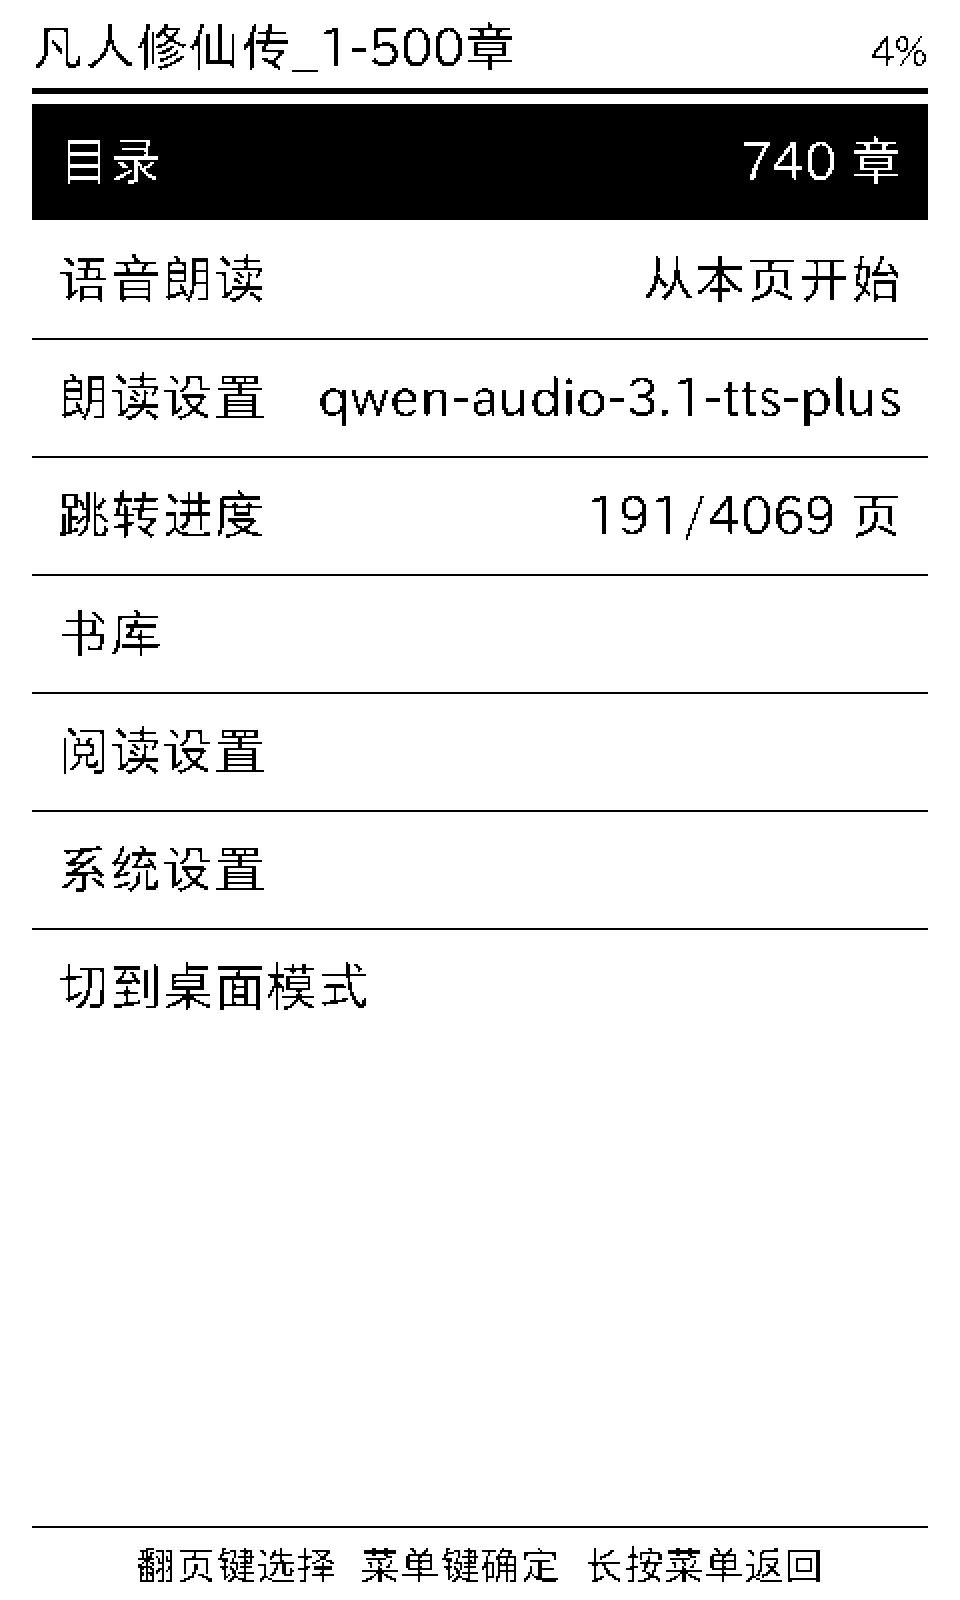 凡人修仙传_1-500章 4%
目录 740 章
语音朗读 从本页开始
朗读设置 qwen-audio-3.1-tts-plus
跳转进度 191/4069 页
书库
阅读设置
系统设置
切到桌面模式
翻页键选择 菜单键确定 长按菜单返回